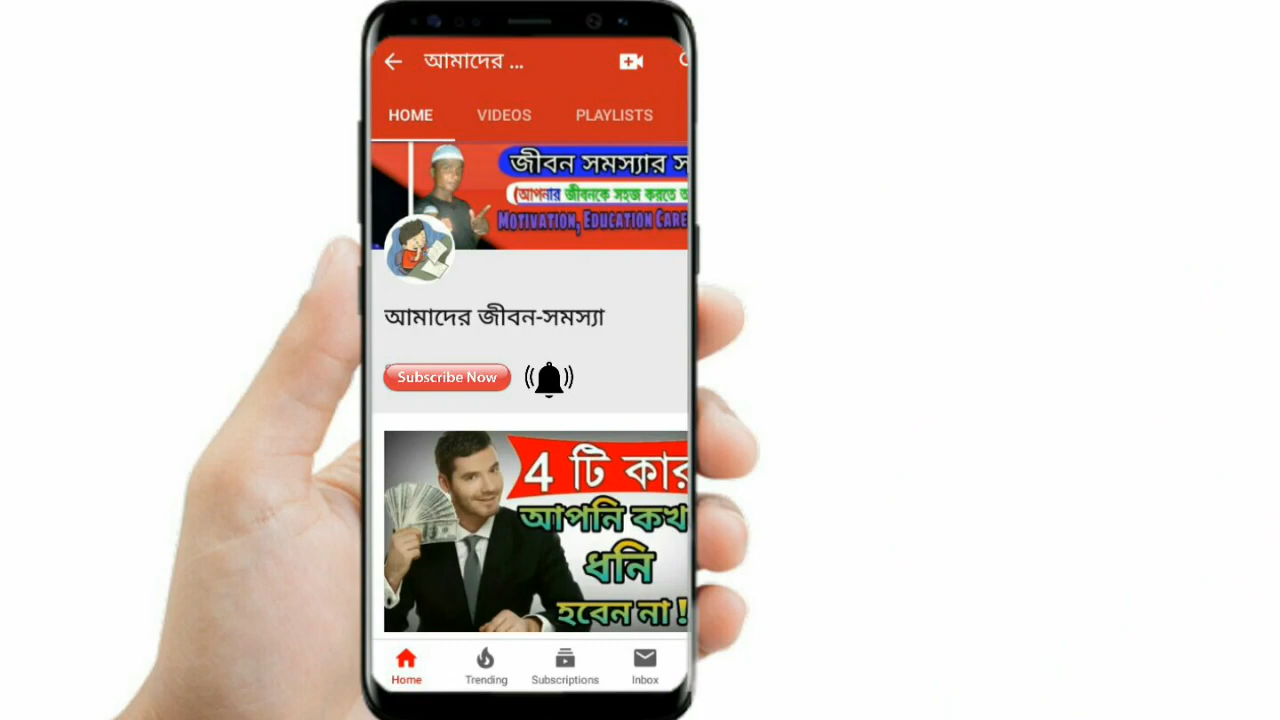 আমাদের ...
HOME VIDEOS PLAYLISTS
জীবন সমস্যার
(আপনার জীবনকে সহজ করতে
MOTIVATION, EDUCATION
আমাদের জীবন-সমস্যা
Subscribe Now
4 টি
আপনি
ধনি
হবেন না !
Home Trending Subscriptions Inbox